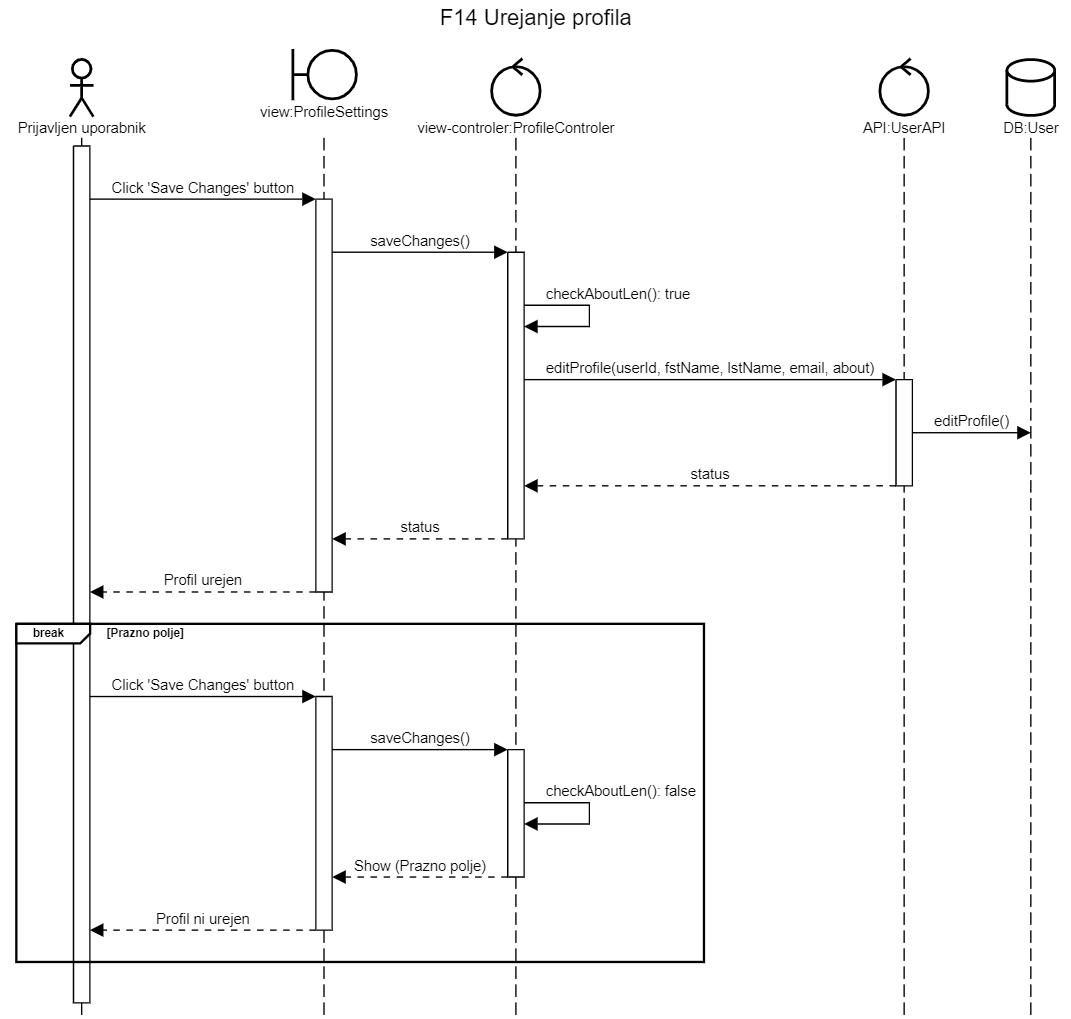 F14 Urejanje profila
Prijavljen uporabnik
view:ProfileSettings
view-controler:ProfileControler
API:UserAPI
DB:User
Click 'Save Changes' button
saveChanges()
checkAboutLen(): true
editProfile(userId, fstName, lstName, email, about)
editProfile()
status
status
Profil urejen
break
[Prazno polje]
Click 'Save Changes' button
saveChanges()
checkAboutLen(): false
Show (Prazno polje)
Profil ni urejen